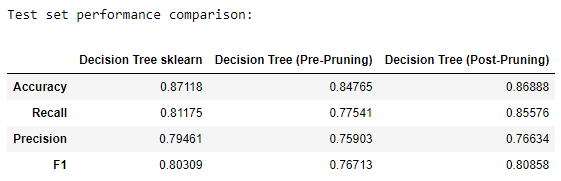 Test set performance comparison:
Decision Tree sklearn Decision Tree (Pre-Pruning) Decision Tree (Post-Pruning)
Accuracy 0.87118 0.84765 0.86888
Recall 0.81175 0.77541 0.85576
Precision 0.79461 0.75903 0.76634
F1 0.80309 0.76713 0.80858